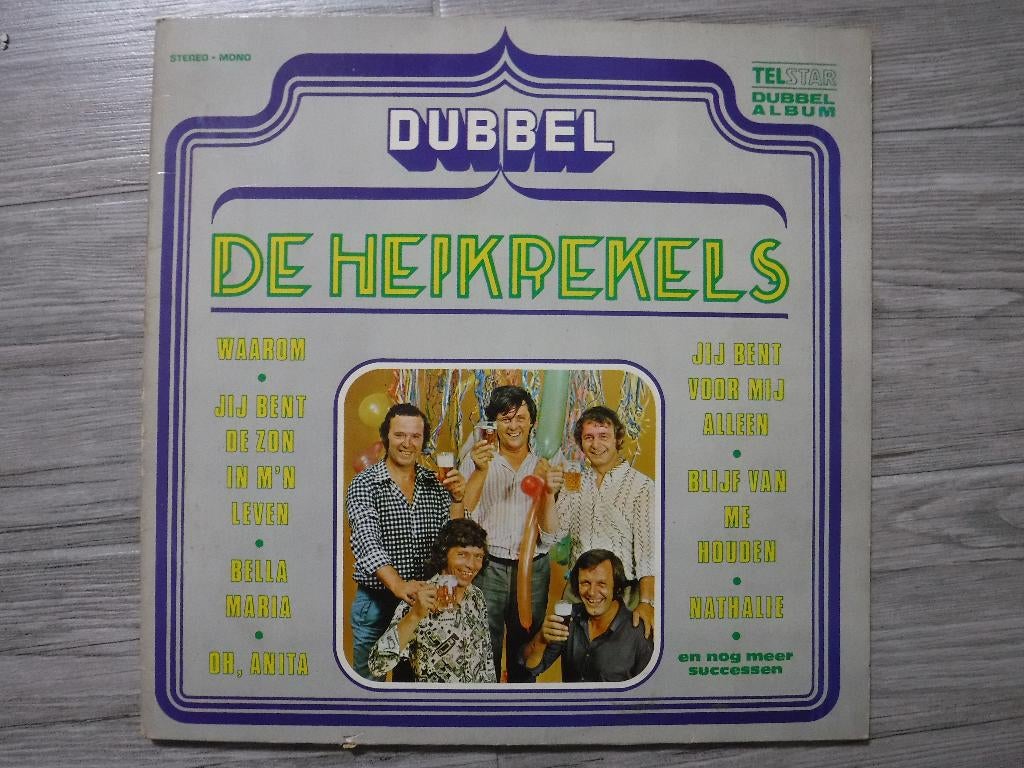 STEREO - MONO
TELSTAR
DUBBEL
ALBUM
DUBBEL
DE HEIKREKELS
WAAROM
•
JIJ BENT
DE ZON
IN M'N
LEVEN
•
BELLA
MARIA
•
OH, ANITA
JIJ BENT
VOOR MIJ
ALLEEN
•
BLIJF VAN
ME
HOUDEN
•
NATHALIE
•
en nog meer
successen